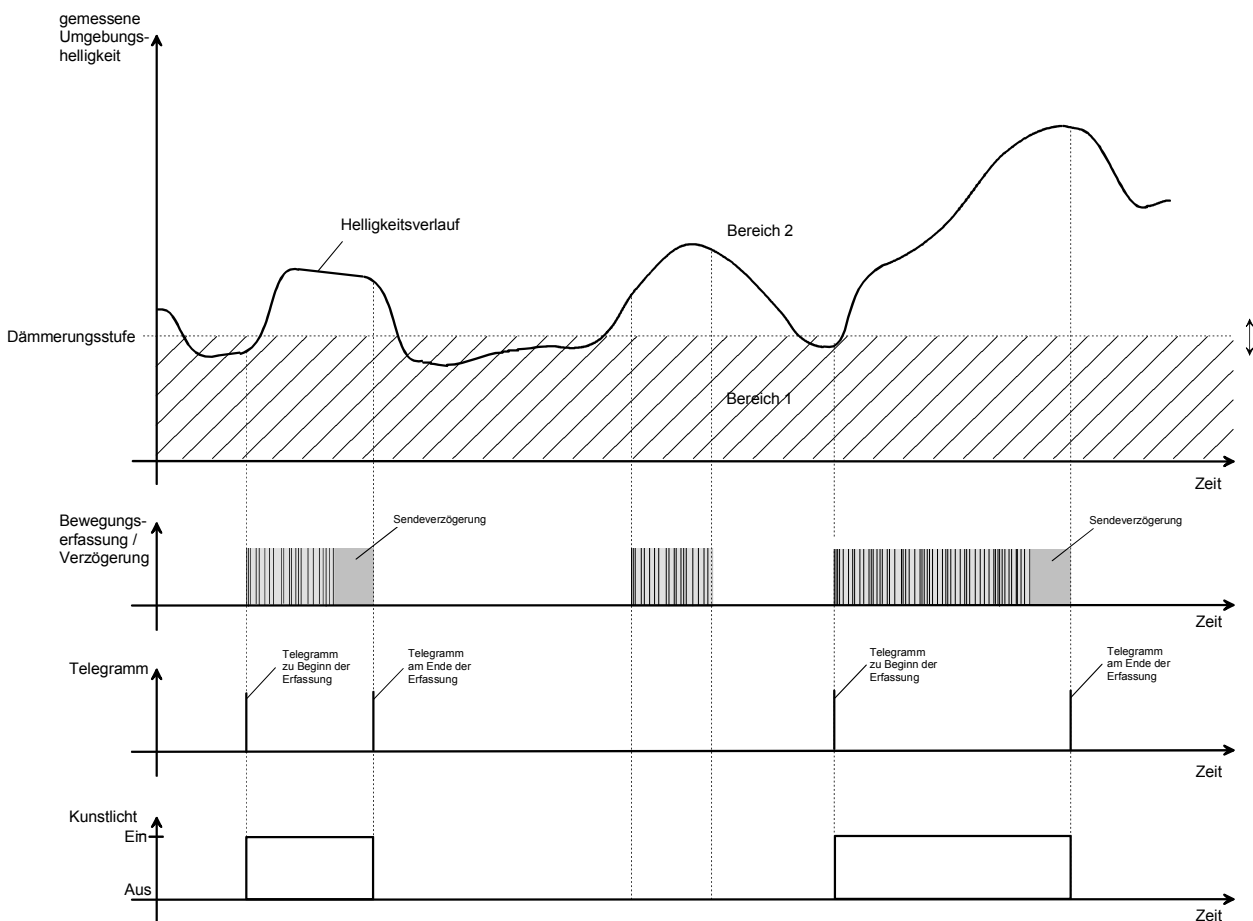 gemessene
Umgebungs-
helligkeit
Helligkeitsverlauf
Bereich 2
Dämmerungsstufe
Bereich 1
Zeit
Bewegungs-
erfassung /
Verzögerung
Sendeverzögerung
Sendeverzögerung
Zeit
Telegramm
Telegramm
zu Beginn der
Erfassung
Telegramm
am Ende der
Erfassung
Telegramm
zu Beginn der
Erfassung
Telegramm
am Ende der
Erfassung
Zeit
Kunstlicht
Ein
Aus
Zeit